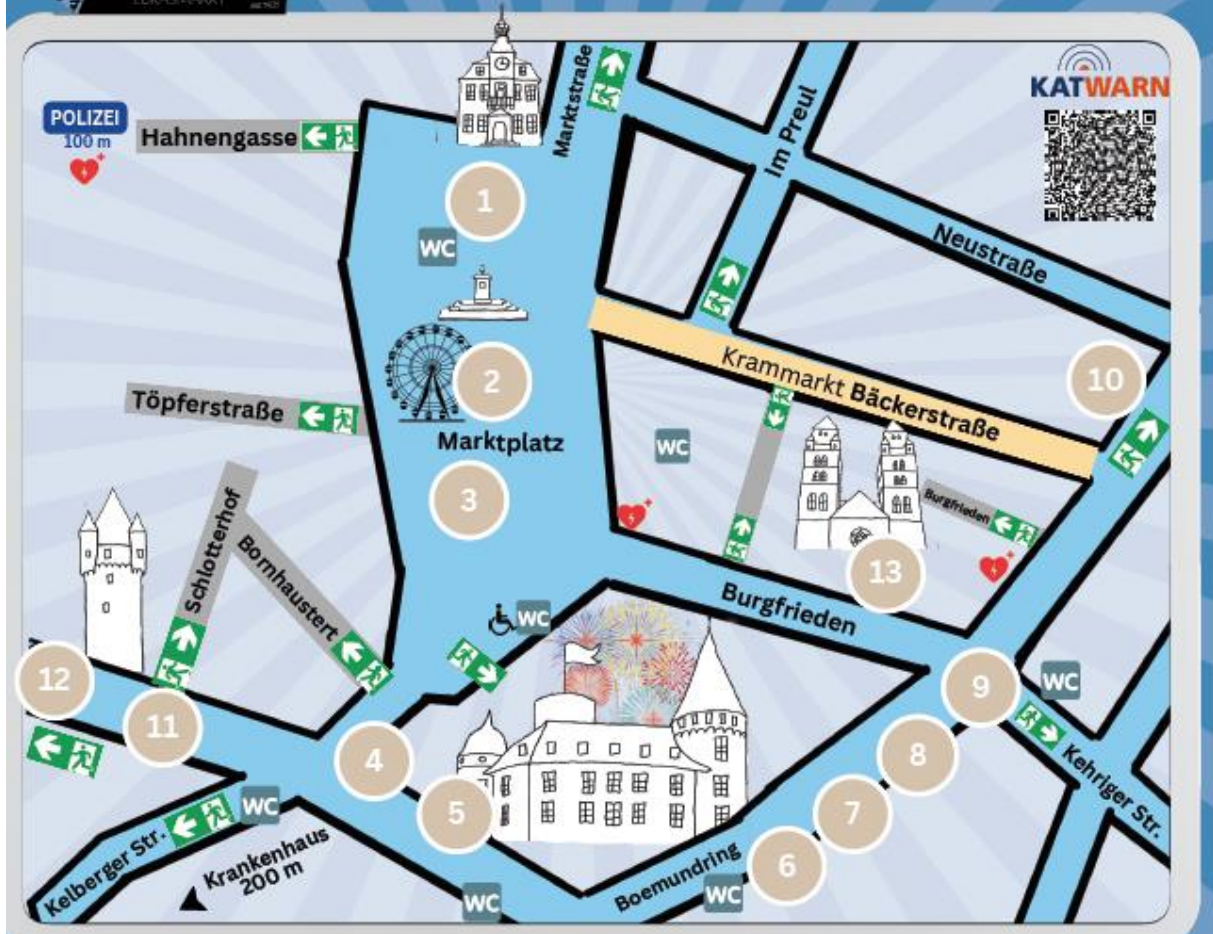 LUKASMARKT
KATWARN
POLIZEI
100 m
Hahnengasse
Marktstraße
Im Preul
Neustraße
1
WC
2
Krammarkt Bäckerstraße
10
Töpferstraße
Marktplatz
WC
3
Burgfrieden
13
Schlotterhof
Bornhaustert
WC
Burgfrieden
12
11
4
5
9
WC
8
7
6
Kehriger Str.
WC
Kelberger Str.
Krankenhaus
200 m
Boemundring
WC
WC